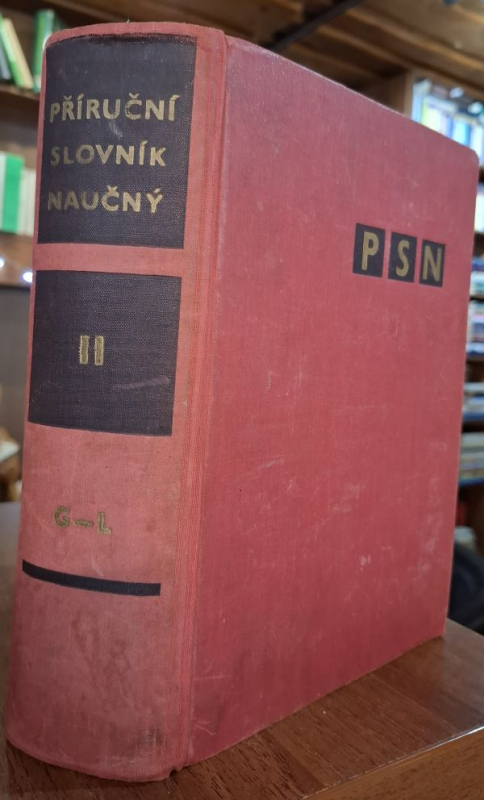 PŘÍRUČNÍ
SLOVNÍK
NAUČNÝ
II
G–L
PSN